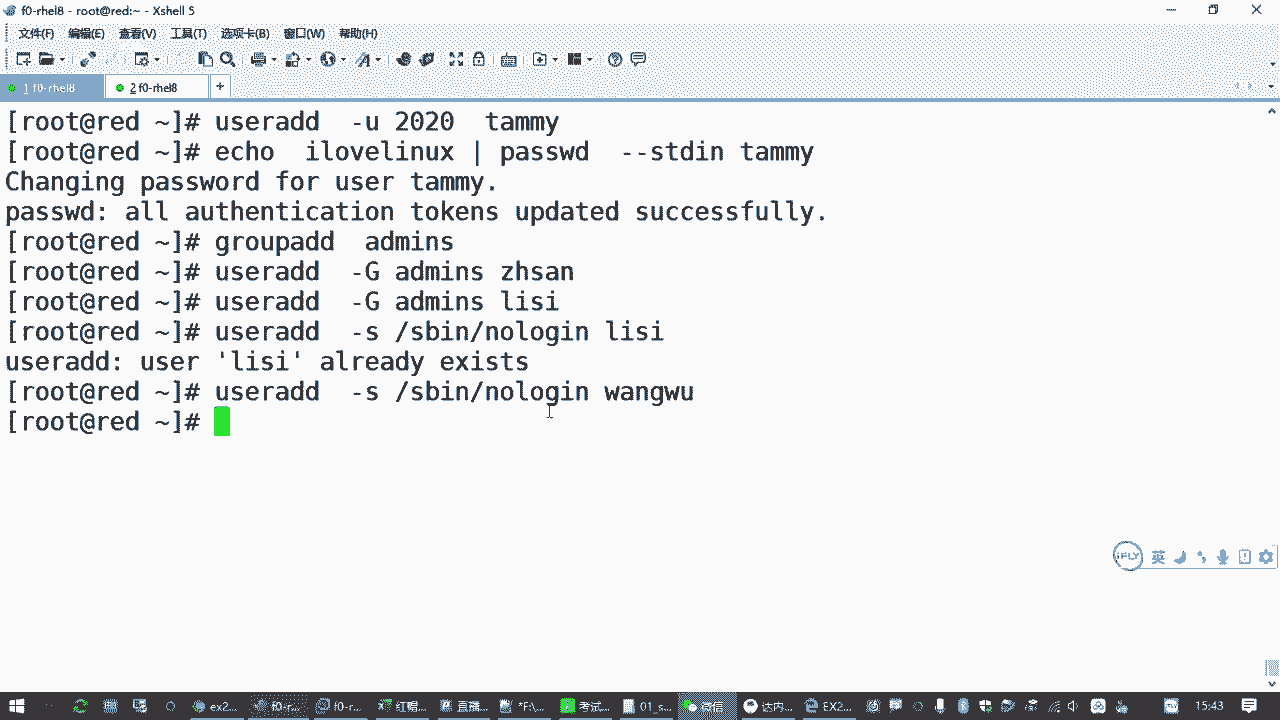 f0-rhel8 - root@red:~ - Xshell 5
文件(F) 编辑(E) 查看(V) 工具(T) 选项卡(B) 窗口(W) 帮助(H)
1 f0-rhel8 2 f0-rhel8 +
[root@red ~]# useradd  -u 2020  tammy
[root@red ~]# echo  ilovelinux | passwd  --stdin tammy
Changing password for user tammy.
passwd: all authentication tokens updated successfully.
[root@red ~]# groupadd  admins
[root@red ~]# useradd  -G admins zhsan
[root@red ~]# useradd  -G admins lisi
[root@red ~]# useradd  -s /sbin/nologin lisi
useradd: user 'lisi' already exists
[root@red ~]# useradd  -s /sbin/nologin wangwu
[root@red ~]#
iFLY 英
ex2... f0-r... f0-r... 红帽... 直播... *F:\... 考试... 01_s... 微信 达内... EX2... 15:43